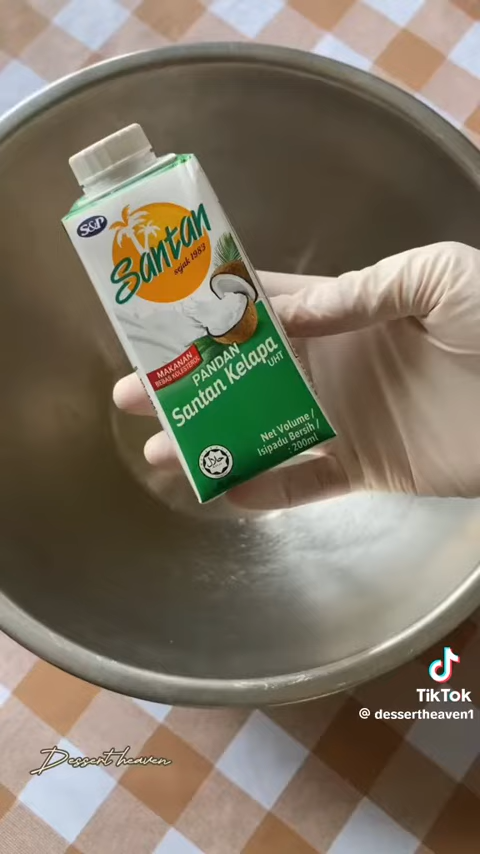 S&P
Santan
sejak 1983
MAKANAN
BEBAS KOLESTEROL
PANDAN
Santan Kelapa
UHT
Net Volume /
Isipadu Bersih /
: 200ml
حلال
TikTok
@ dessertheaven1
Dessert heaven